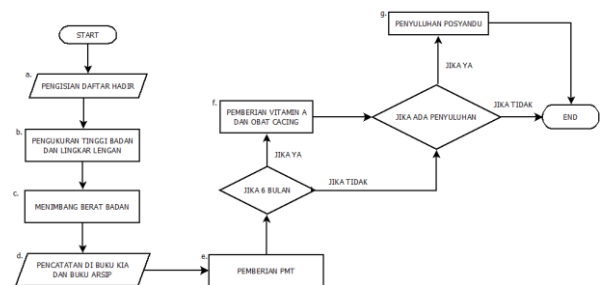 START
a.
PENGISIAN DAFTAR HADIR
b.
PENGUKURAN TINGGI BADAN
DAN LINGKAR LENGAN
c.
MENIMBANG BERAT BADAN
d.
PENCATATAN DI BUKU KIA
DAN BUKU ARSIP
e.
PEMBERIAN PMT
JIKA 6 BULAN
JIKA YA
JIKA TIDAK
f.
PEMBERIAN VITAMIN A
DAN OBAT CACING
JIKA ADA PENYULUHAN
JIKA YA
JIKA TIDAK
g.
PENYULUHAN POSYANDU
END